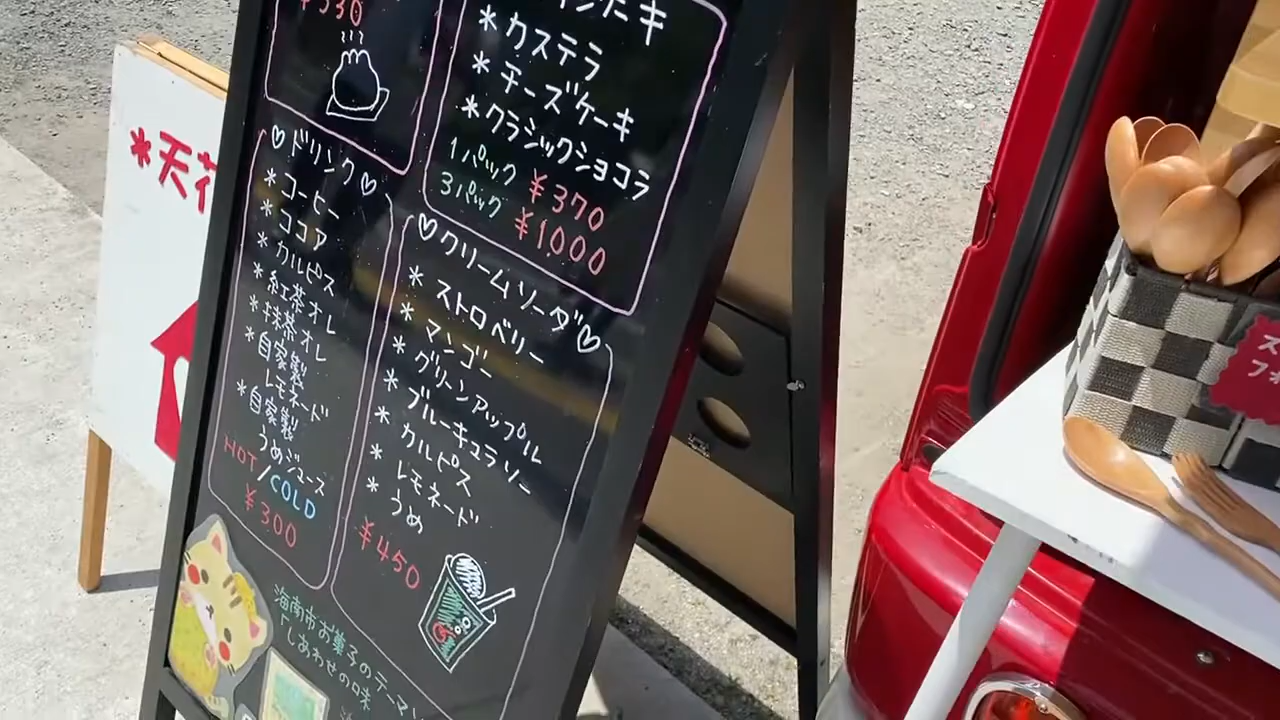 ¥330
*カステラ
*チーズケーキ
*クラシックショコラ
1パック ¥370
3パック ¥1,000
♡ドリンク♡
*コーヒー
*ココア
*カルピス
*紅茶オレ
*抹茶オレ
*自家製
レモネード
*自家製
うめジュース
HOT/COLD
¥300
♡クリームソーダ♡
*ストロベリー
*マンゴー
*グリーンアップル
*ブルーキュラソー
*カルピス
*レモネード
*うめ
¥450
海南市お菓子のテーマソ
「しあわせの味
*天花